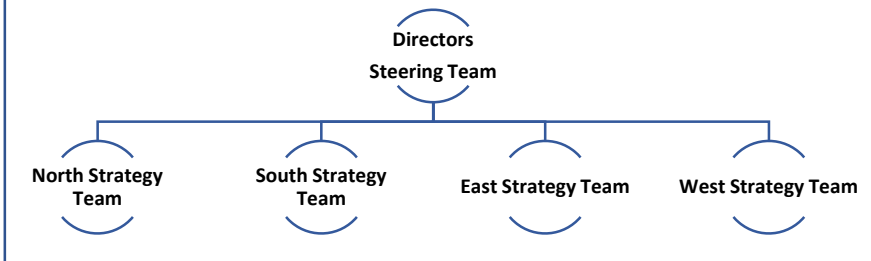 Directors
Steering Team
North Strategy
Team
South Strategy
Team
East Strategy Team
West Strategy Team